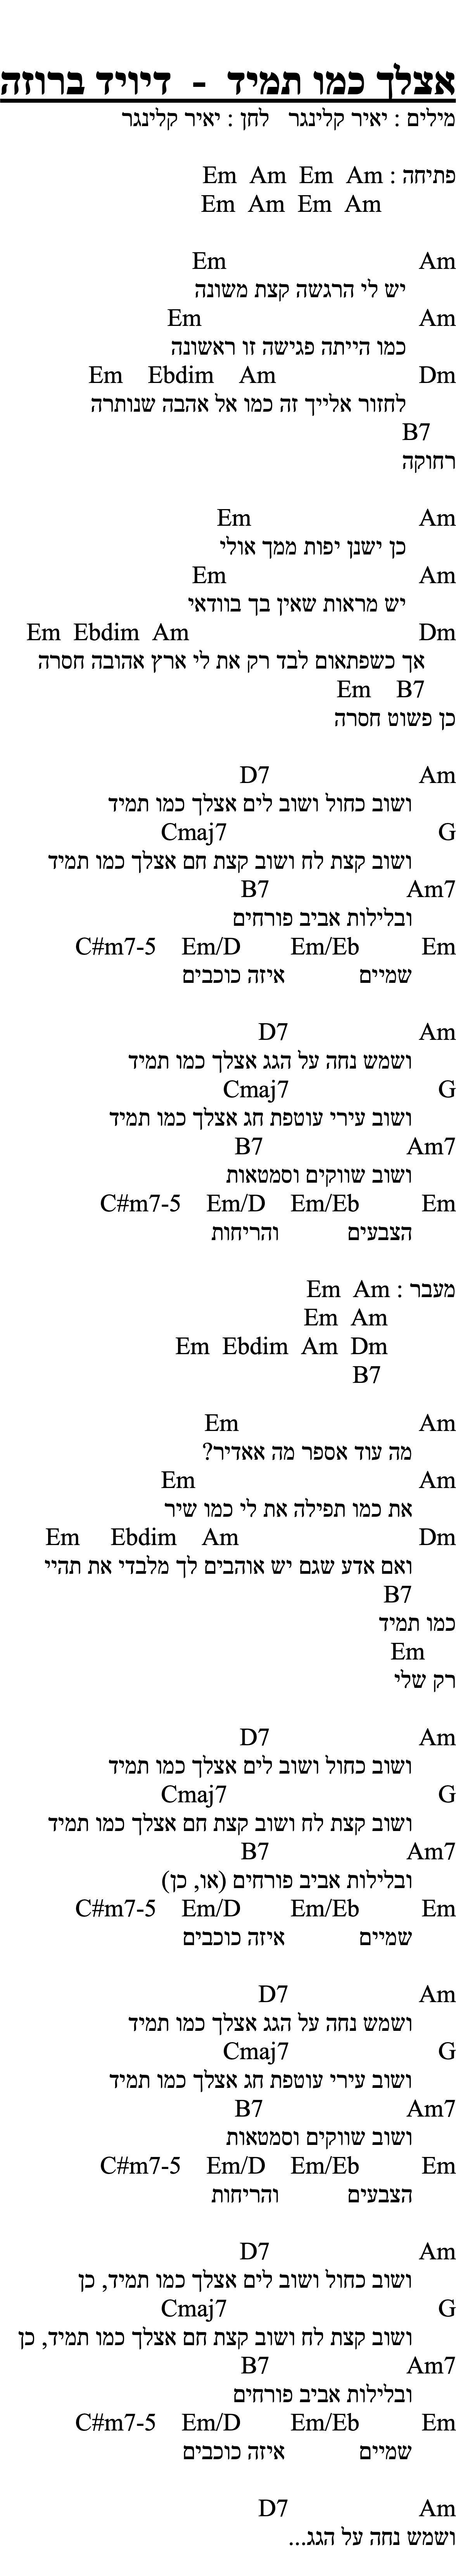 אצלך כמו תמיד - דיויד ברוזה
מילים : יאיר קלינגר לחן : יאיר קלינגר
פתיחה : Em Am Em Am
Em Am Em Am
Em Am
יש לי הרגשה קצת משונה
Em Am
כמו הייתה פגישה זו ראשונה
Em Ebdim Am Dm
לחזור אלייך זה כמו אל אהבה שנותרה
B7
רחוקה
Em Am
כן ישנן יפות ממך אולי
Em Am
יש מראות שאין בך בוודאי
Em Ebdim Am Dm
אך כשפתאום לבד רק את לי ארץ אהובה חסרה
Em B7
כן פשוט חסרה
D7 Am
ושוב כחול ושוב לים אצלך כמו תמיד
Cmaj7 G
ושוב קצת לח ושוב קצת חם אצלך כמו תמיד
B7 Am7
ובלילות אביב פורחים
C#m7-5 Em/D Em/Eb Em
שמיים איזה כוכבים
D7 Am
ושמש נחה על הגג אצלך כמו תמיד
Cmaj7 G
ושוב עירי עוטפת חג אצלך כמו תמיד
B7 Am7
ושוב שווקים וסמטאות
C#m7-5 Em/D Em/Eb Em
הצבעים והריחות
מעבר : Em Am
Em Am
Em Ebdim Am Dm
B7
Em Am
מה עוד אספר מה אאדיר?
Em Am
את כמו תפילה את לי כמו שיר
Em Ebdim Am Dm
ואם אדע שגם יש אוהבים לך מלבדי את תהיי
B7
כמו תמיד
Em
רק שלי
D7 Am
ושוב כחול ושוב לים אצלך כמו תמיד
Cmaj7 G
ושוב קצת לח ושוב קצת חם אצלך כמו תמיד
B7 Am7
ובלילות אביב פורחים (או, כן)
C#m7-5 Em/D Em/Eb Em
שמיים איזה כוכבים
D7 Am
ושמש נחה על הגג אצלך כמו תמיד
Cmaj7 G
ושוב עירי עוטפת חג אצלך כמו תמיד
B7 Am7
ושוב שווקים וסמטאות
C#m7-5 Em/D Em/Eb Em
הצבעים והריחות
D7 Am
ושוב כחול ושוב לים אצלך כמו תמיד, כן
Cmaj7 G
ושוב קצת לח ושוב קצת חם אצלך כמו תמיד, כן
B7 Am7
ובלילות אביב פורחים
C#m7-5 Em/D Em/Eb Em
שמיים איזה כוכבים
D7 Am
ושמש נחה על הגג...